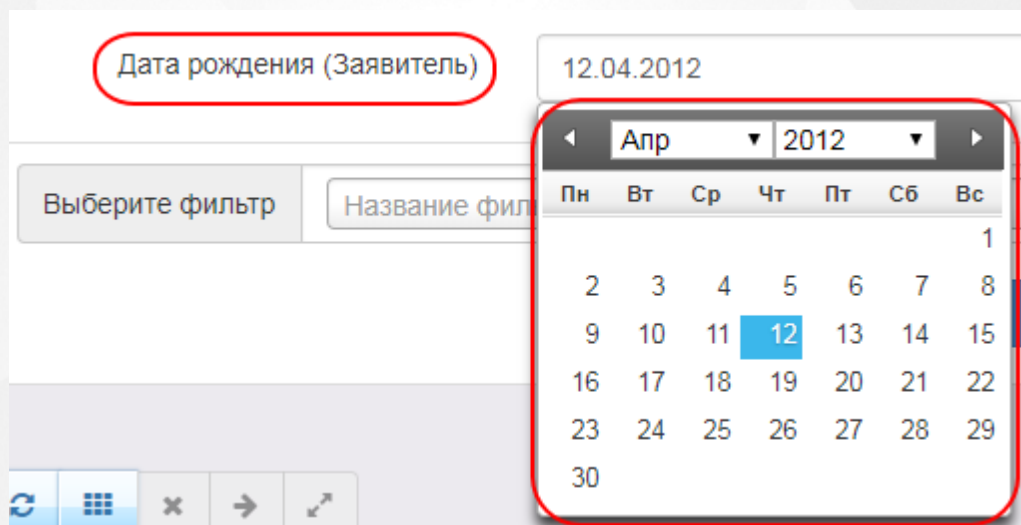 Дата рождения (Заявитель) 12.04.2012
Апр 2012
Выберите фильтр Название фил
Пн Вт Ср Чт Пт Сб Вс
1
2 3 4 5 6 7 8
9 10 11 12 13 14 15
16 17 18 19 20 21 22
23 24 25 26 27 28 29
30